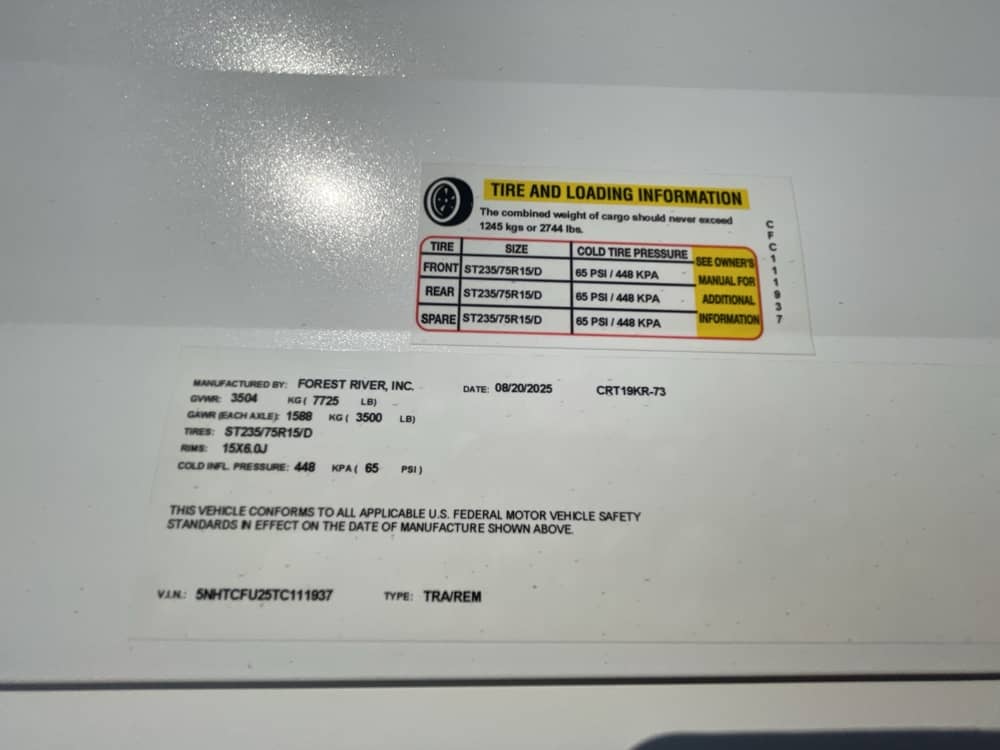 TIRE AND LOADING INFORMATION
The combined weight of cargo should never exceed
1245 kgs or 2744 lbs.
TIRE SIZE COLD TIRE PRESSURE SEE OWNER'S
FRONT ST235/75R15/D 65 PSI / 448 KPA MANUAL FOR
REAR ST235/75R15/D 65 PSI / 448 KPA ADDITIONAL
SPARE ST235/75R15/D 65 PSI / 448 KPA INFORMATION
CFC111937
MANUFACTURED BY: FOREST RIVER, INC. DATE: 08/20/2025 CRT19KR-73
GVWR: 3504 KG ( 7725 LB)
GAWR (EACH AXLE): 1588 KG ( 3500 LB)
TIRES: ST235/75R15/D
RIMS: 15X6.0J
COLD INFL. PRESSURE: 448 KPA ( 65 PSI )
THIS VEHICLE CONFORMS TO ALL APPLICABLE U.S. FEDERAL MOTOR VEHICLE SAFETY
STANDARDS IN EFFECT ON THE DATE OF MANUFACTURE SHOWN ABOVE.
V.I.N.: 5NHTCFU25TC111937 TYPE: TRA/REM